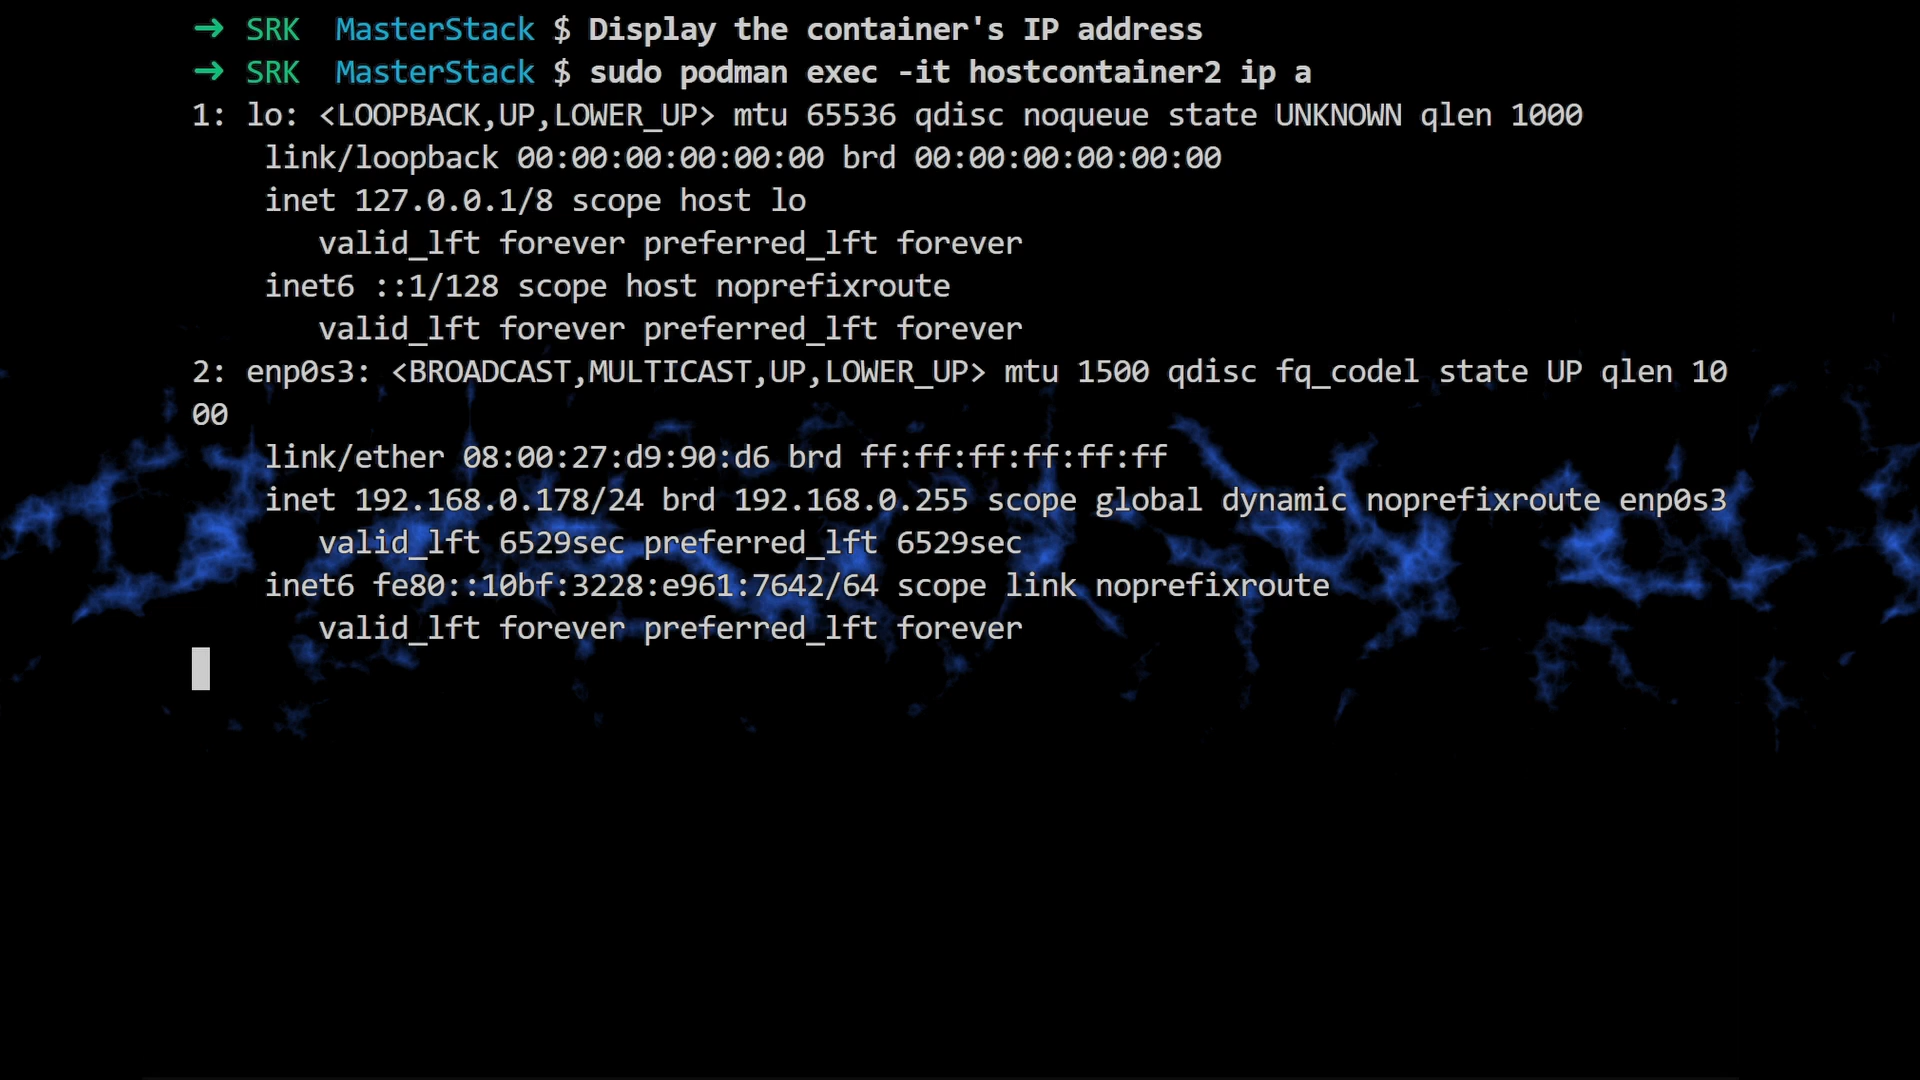 → SRK MasterStack $ Display the container's IP address
→ SRK MasterStack $ sudo podman exec -it hostcontainer2 ip a
1: lo: <LOOPBACK,UP,LOWER_UP> mtu 65536 qdisc noqueue state UNKNOWN qlen 1000
    link/loopback 00:00:00:00:00:00 brd 00:00:00:00:00:00
    inet 127.0.0.1/8 scope host lo
       valid_lft forever preferred_lft forever
    inet6 ::1/128 scope host noprefixroute
       valid_lft forever preferred_lft forever
2: enp0s3: <BROADCAST,MULTICAST,UP,LOWER_UP> mtu 1500 qdisc fq_codel state UP qlen 10
00
    link/ether 08:00:27:d9:90:d6 brd ff:ff:ff:ff:ff:ff
    inet 192.168.0.178/24 brd 192.168.0.255 scope global dynamic noprefixroute enp0s3
       valid_lft 6529sec preferred_lft 6529sec
    inet6 fe80::10bf:3228:e961:7642/64 scope link noprefixroute
       valid_lft forever preferred_lft forever